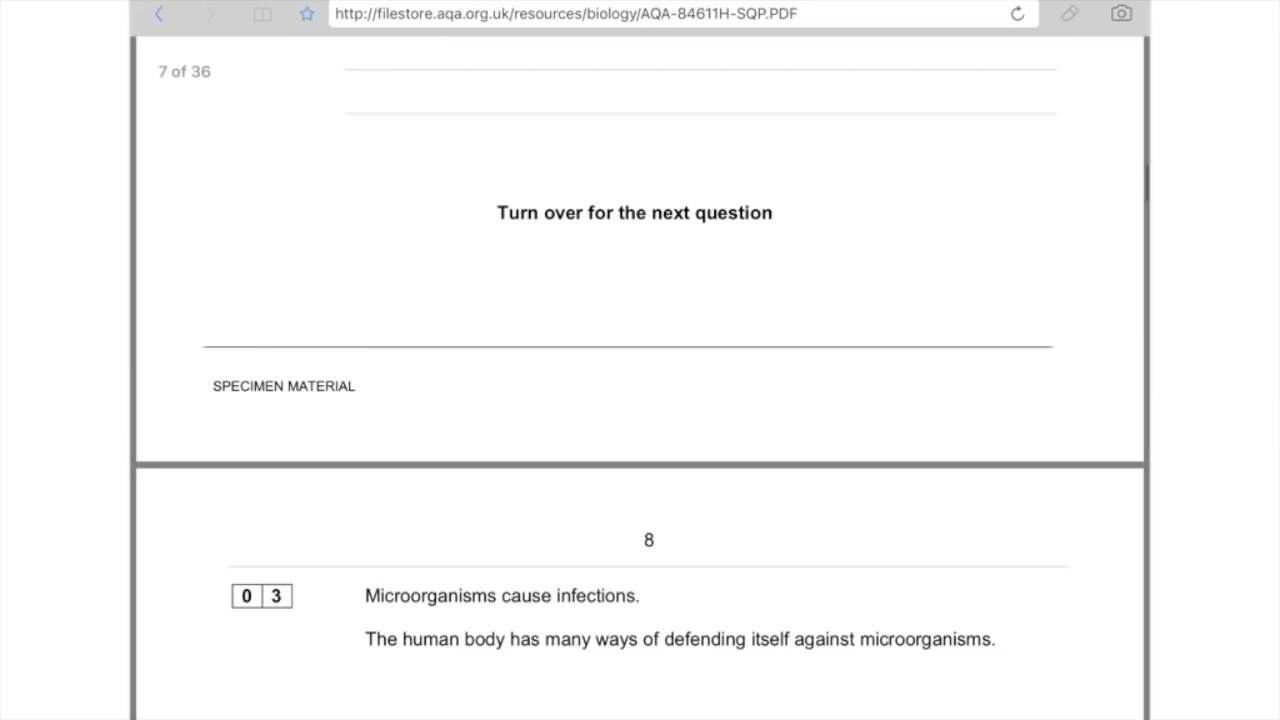 http://filestore.aqa.org.uk/resources/biology/AQA-84611H-SQP.PDF
7 of 36
Turn over for the next question
SPECIMEN MATERIAL
8
0 3 Microorganisms cause infections.
The human body has many ways of defending itself against microorganisms.